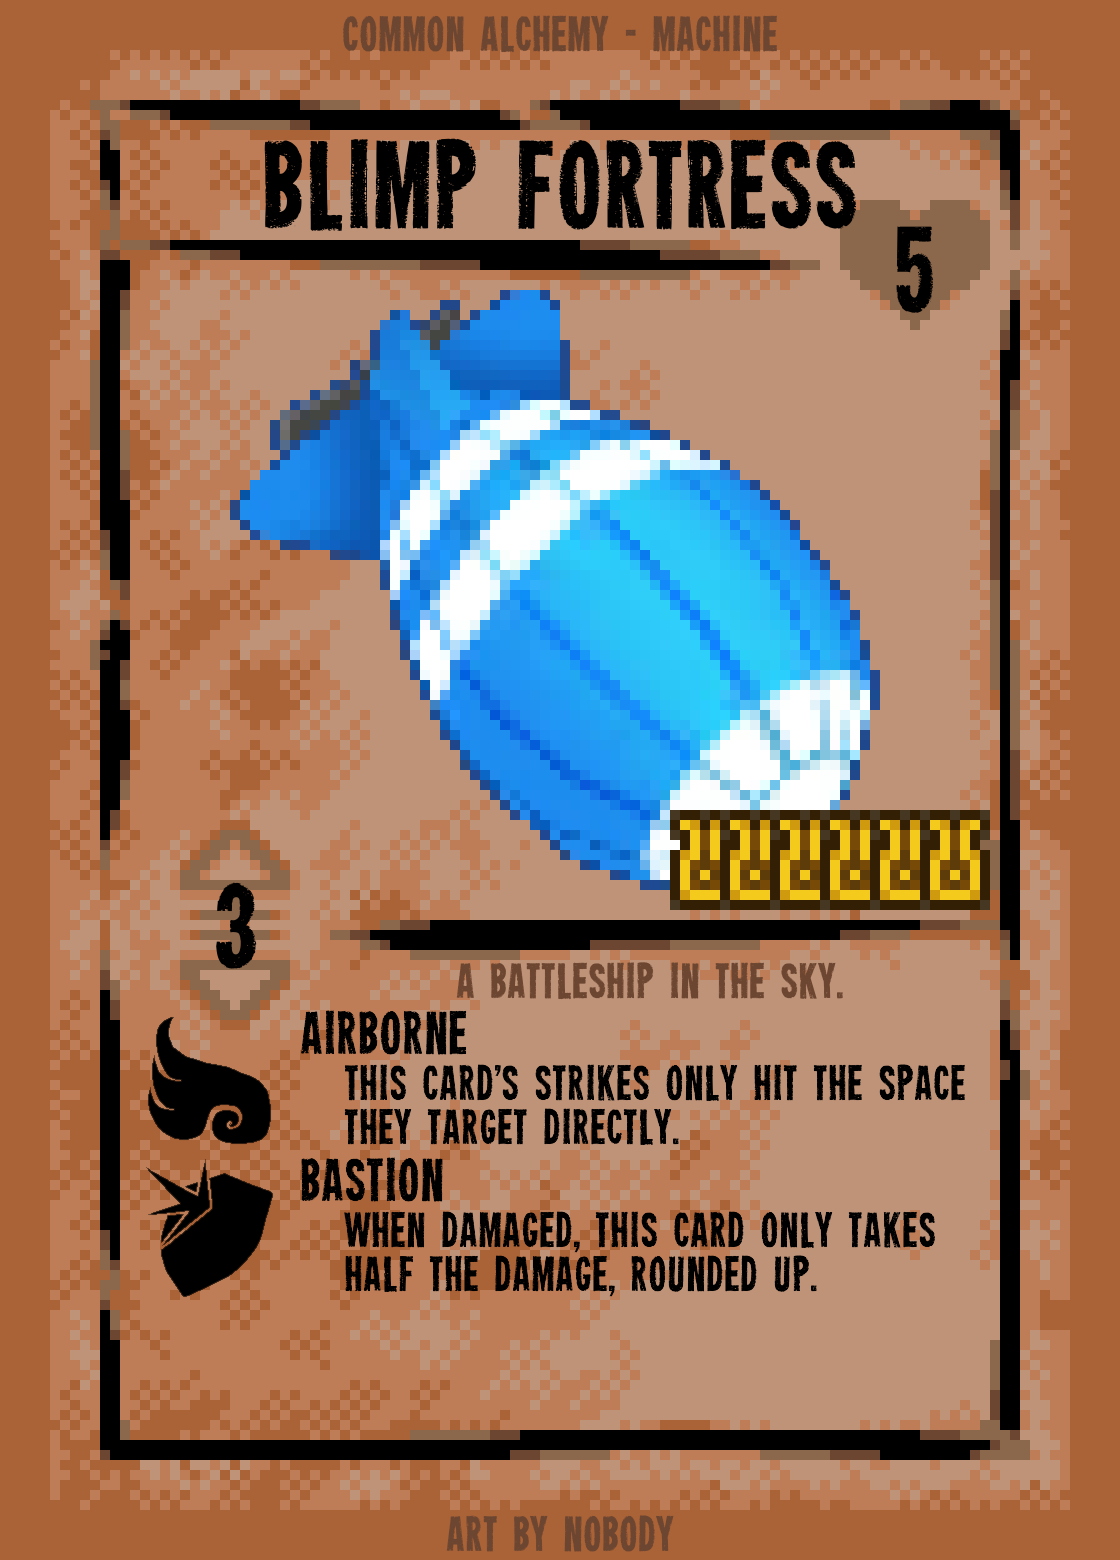 COMMON ALCHEMY - MACHINE
BLIMP FORTRESS
5
3
A BATTLESHIP IN THE SKY.
AIRBORNE
THIS CARD'S STRIKES ONLY HIT THE SPACE
THEY TARGET DIRECTLY.
BASTION
WHEN DAMAGED, THIS CARD ONLY TAKES
HALF THE DAMAGE, ROUNDED UP.
ART BY NOBODY